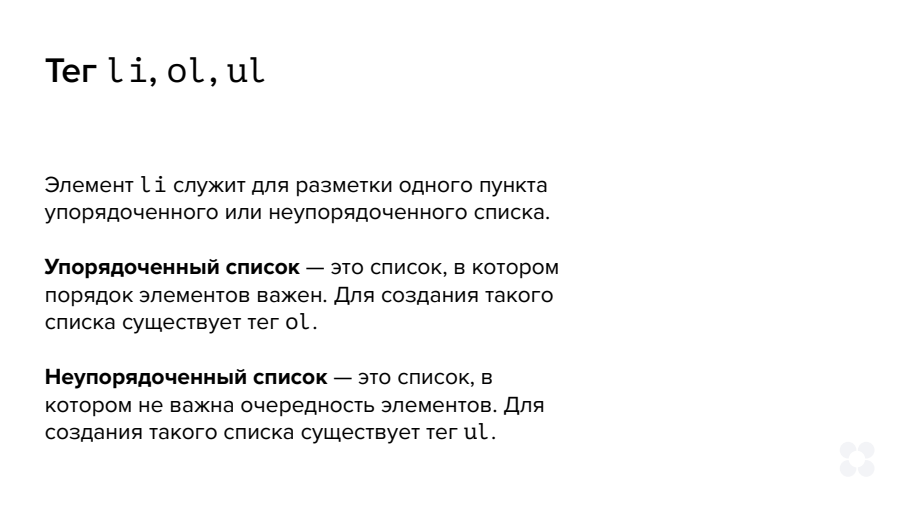 Тег li, ol, ul
Элемент li служит для разметки одного пункта
упорядоченного или неупорядоченного списка.
Упорядоченный список — это список, в котором
порядок элементов важен. Для создания такого
списка существует тег ol.
Неупорядоченный список — это список, в
котором не важна очередность элементов. Для
создания такого списка существует тег ul.